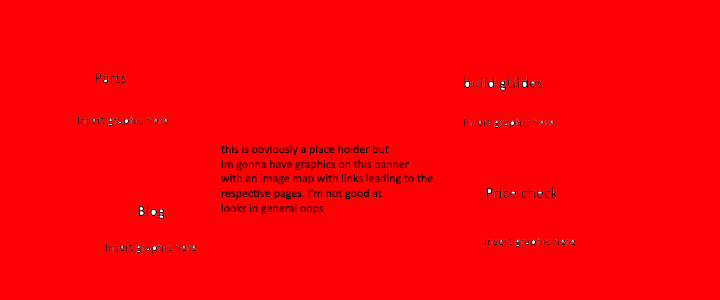 Parts
Insert graphic here
build gUides
Insert graphic here
this is obviously a place holder but
Im gonna have graphics on this banner
with an image map with links leading to the
respective pages. I'm not good at
looks in general oops
Blog
Insert graphic here
Price check
Insert graphic here